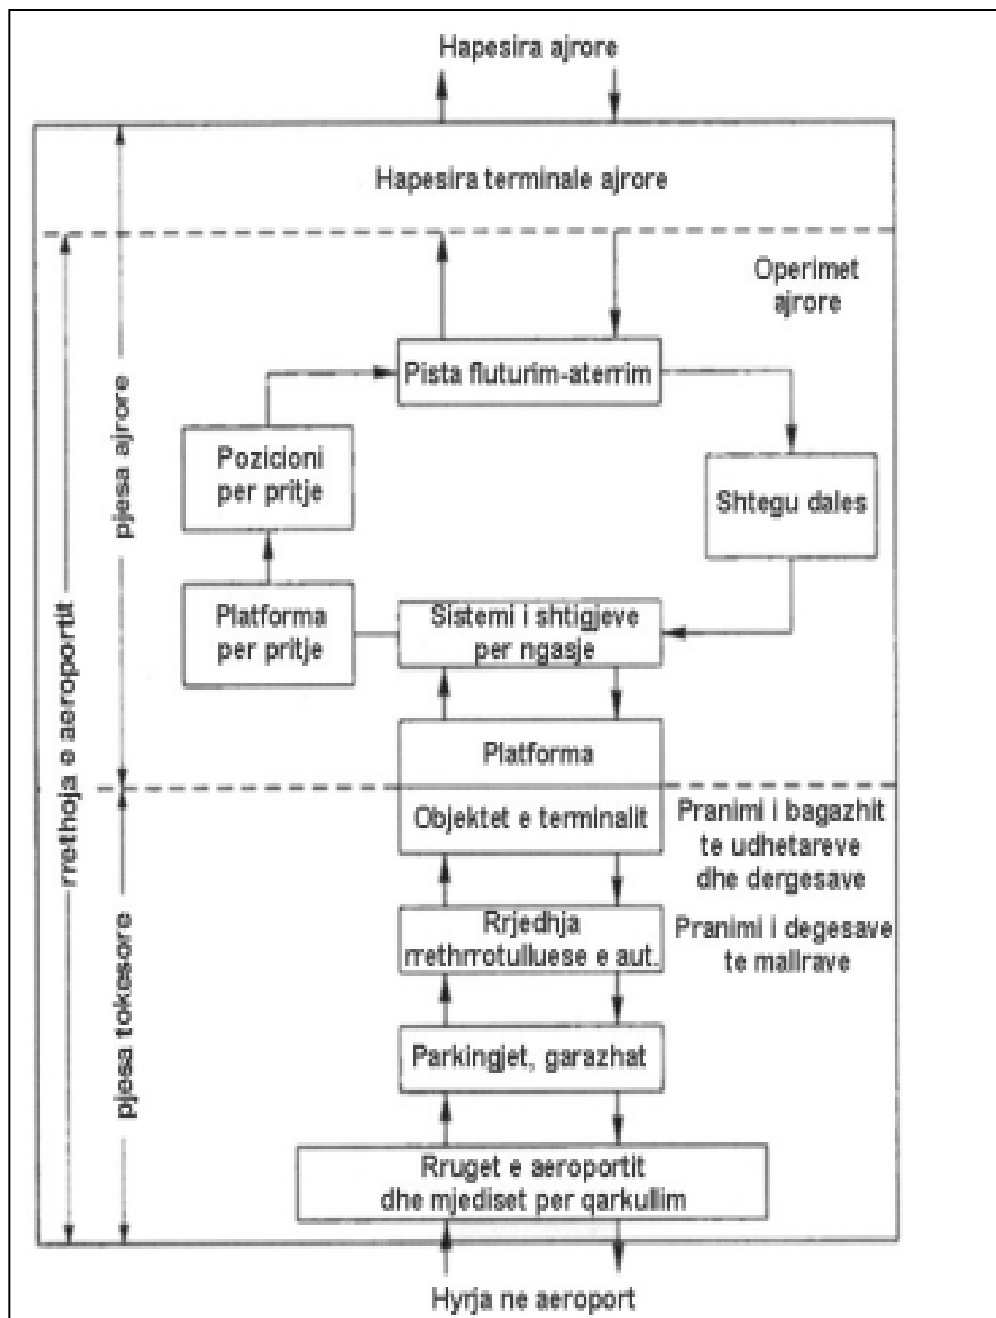 Hapesira ajrore
Hapesira terminale ajrore
Operimet
ajrore
Pista fluturim-aterrim
Pozicioni
per pritje
Shtegu dales
Platforma
per pritje
Sistemi i shtigjeve
per ngasje
Platforma
Objektet e terminalit
Pranimi i bagazhit
te udhetareve
dhe dergesave
Rrjedhja
rrethrrotulluese e aut.
Pranimi i degesave
te mallrave
Parkingjet, garazhat
Rruget e aeroportit
dhe mjediset per qarkullim
Hyrja ne aeroport
rrethoja e aeroportit
pjesa ajrore
pjesa tokesore